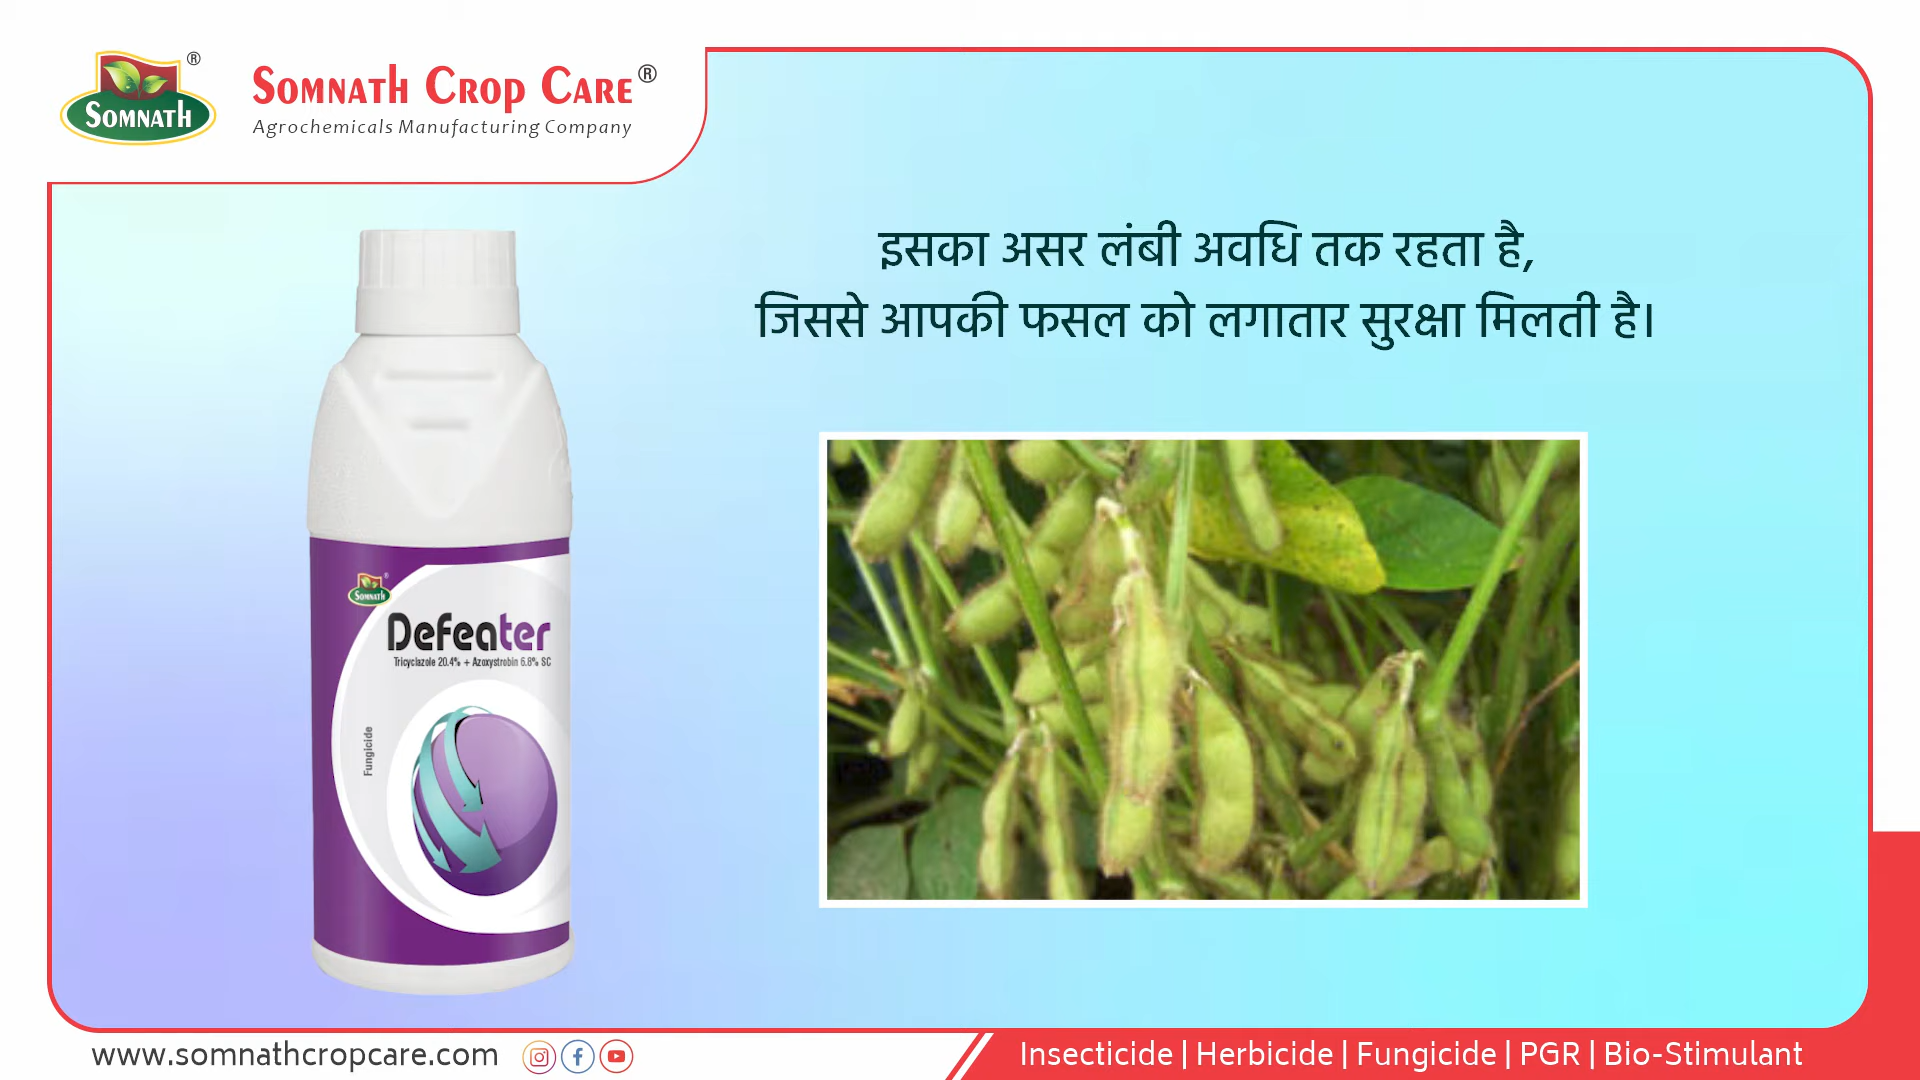 SOMNATH ®
SOMNATH CROP CARE ®
Agrochemicals Manufacturing Company
इसका असर लंबी अवधि तक रहता है,
जिससे आपकी फसल को लगातार सुरक्षा मिलती है।
SOMNATH ®
Defeater
Tricyclazole 20.4% + Azoxystrobin 6.8% SC
Fungicide
www.somnathcropcare.com
Insecticide | Herbicide | Fungicide | PGR | Bio-Stimulant